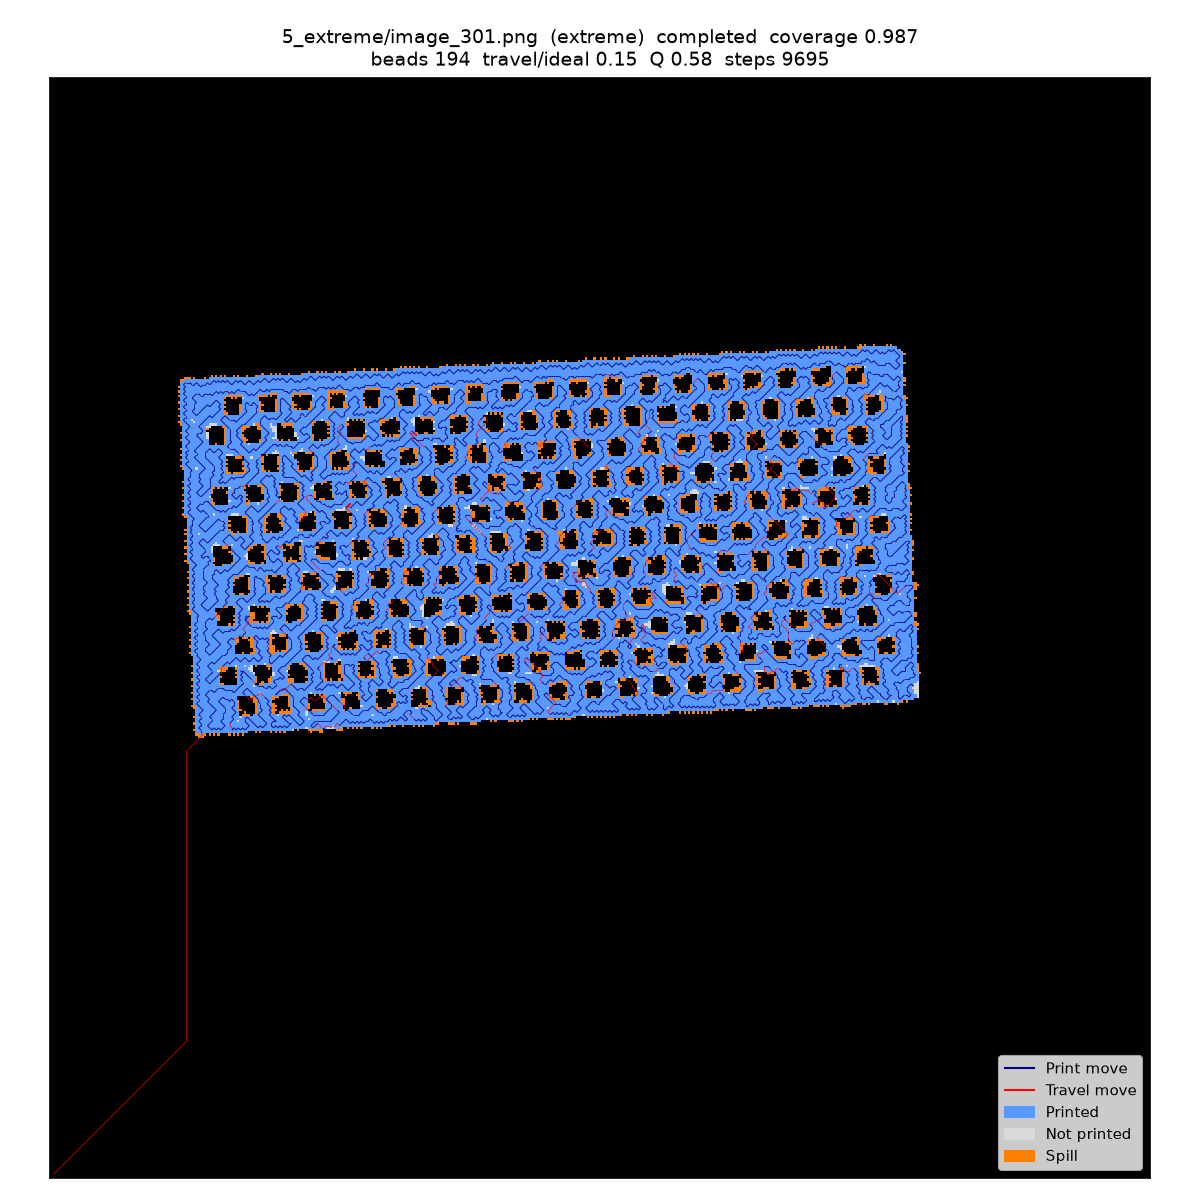 5_extreme/image_301.png  (extreme)  completed  coverage 0.987
beads 194  travel/ideal 0.15  Q 0.58  steps 9695
Print move
Travel move
Printed
Not printed
Spill